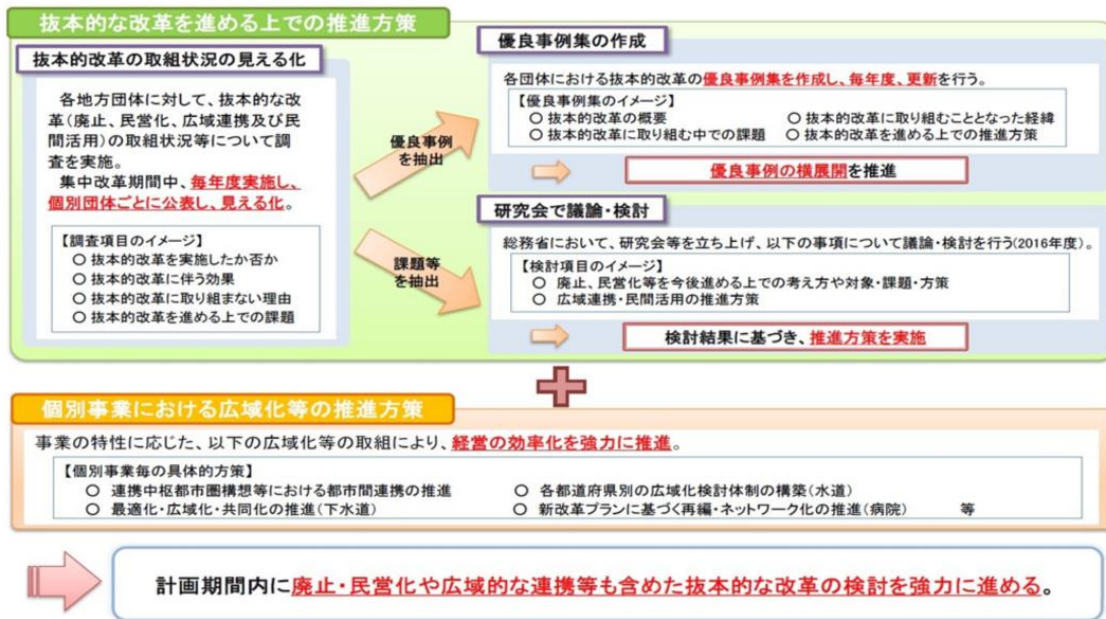 抜本的な改革を進める上での推進方策
抜本的改革の取組状況の見える化
各地方団体に対して、抜本的な改
革(廃止、民営化、広域連携及び民
間活用)の取組状況等について調
査を実施。
集中改革期間中、毎年度実施し、
個別団体ごとに公表し、見える化。
【調査項目のイメージ】
○ 抜本的改革を実施したか否か
○ 抜本的改革に伴う効果
○ 抜本的改革に取り組まない理由
○ 抜本的改革を進める上での課題
優良事例
を抽出
課題等
を抽出
優良事例集の作成
各団体における抜本的改革の優良事例集を作成し、毎年度、更新を行う。
【優良事例集のイメージ】
○ 抜本的改革の概要 ○ 抜本的改革に取り組むこととなった経緯
○ 抜本的改革に取り組む中での課題 ○ 抜本的改革を進める上での推進方策
優良事例の横展開を推進
研究会で議論・検討
総務省において、研究会等を立ち上げ、以下の事項について議論・検討を行う(2016年度)。
【検討項目のイメージ】
○ 廃止、民営化等を今後進める上での考え方や対象・課題・方策
○ 広域連携・民間活用の推進方策
検討結果に基づき、推進方策を実施
個別事業における広域化等の推進方策
事業の特性に応じた、以下の広域化等の取組により、経営の効率化を強力に推進。
【個別事業毎の具体的方策】
○ 連携中枢都市圏構想等における都市間連携の推進 ○ 各都道府県別の広域化検討体制の構築(水道)
○ 最適化・広域化・共同化の推進(下水道) ○ 新改革プランに基づく再編・ネットワーク化の推進(病院) 等
計画期間内に廃止・民営化や広域的な連携等も含めた抜本的な改革の検討を強力に進める。